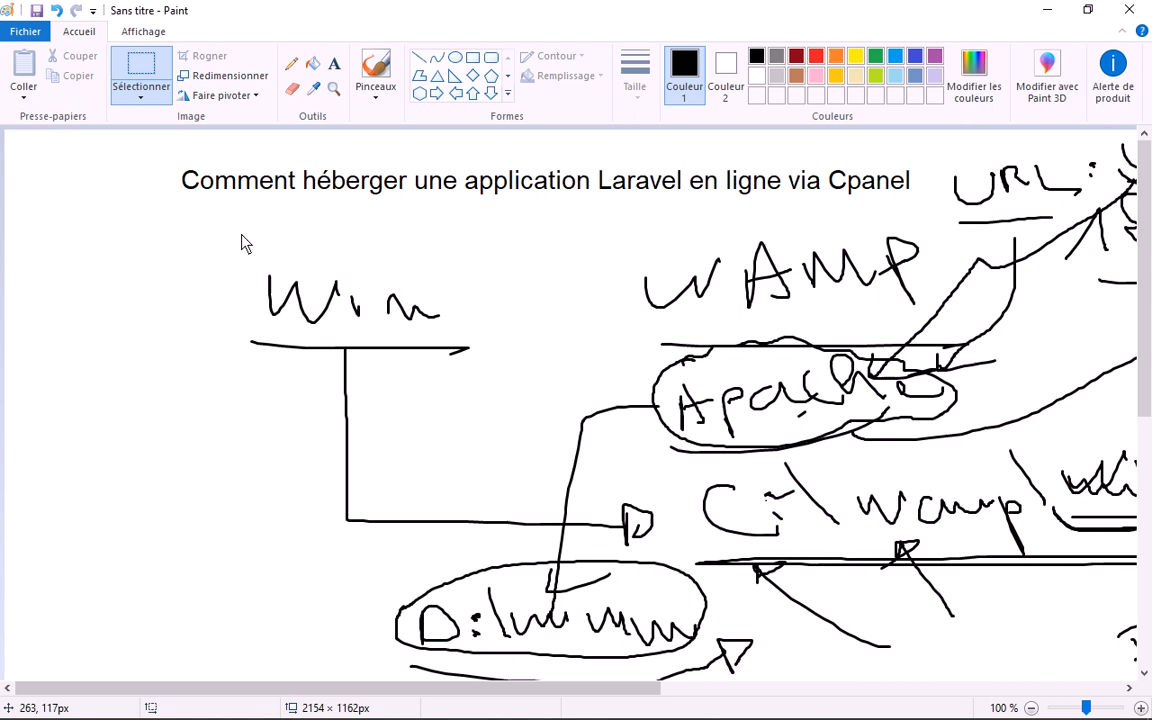 Sans titre - Paint
Fichier Accueil Affichage
Coller
Couper
Copier
Presse-papiers
Sélectionner
Rogner
Redimensionner
Faire pivoter
Image
Outils
Pinceaux
Contour
Remplissage
Formes
Taille
Couleur 1
Couleur 2
Couleurs
Modifier les couleurs
Modifier avec Paint 3D
Alerte de produit
Comment héberger une application Laravel en ligne via Cpanel
URL:
Win
WAMP
Apache
C:\wamp\
D:\www
263, 117px
2154 × 1162px
100 %